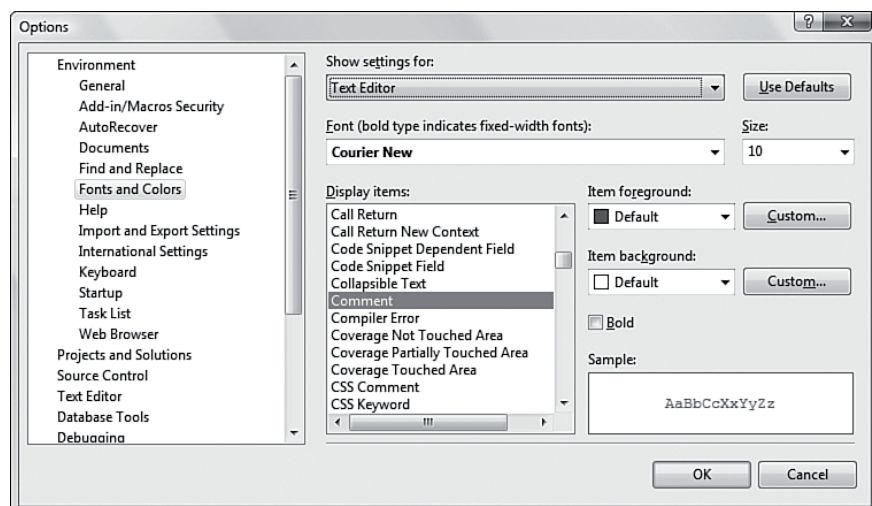 Options
?
Environment
General
Add-in/Macros Security
AutoRecover
Documents
Find and Replace
Fonts and Colors
Help
Import and Export Settings
International Settings
Keyboard
Startup
Task List
Web Browser
Projects and Solutions
Source Control
Text Editor
Database Tools
Debugging
Show settings for:
Text Editor
Use Defaults
Font (bold type indicates fixed-width fonts):
Size:
Courier New
10
Display items:
Call Return
Call Return New Context
Code Snippet Dependent Field
Code Snippet Field
Collapsible Text
Comment
Compiler Error
Coverage Not Touched Area
Coverage Partially Touched Area
Coverage Touched Area
CSS Comment
CSS Keyword
Item foreground:
Default
Custom...
Item background:
Default
Custom...
Bold
Sample:
AaBbCcXxYyZz
OK
Cancel